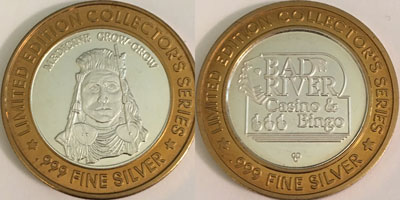 LIMITED EDITION COLLECTOR'S SERIES
MEDICINE CROW-CROW
.999 FINE SILVER
LIMITED EDITION COLLECTOR'S SERIES
BAD
RIVER
Casino &
Bingo
.999 FINE SILVER